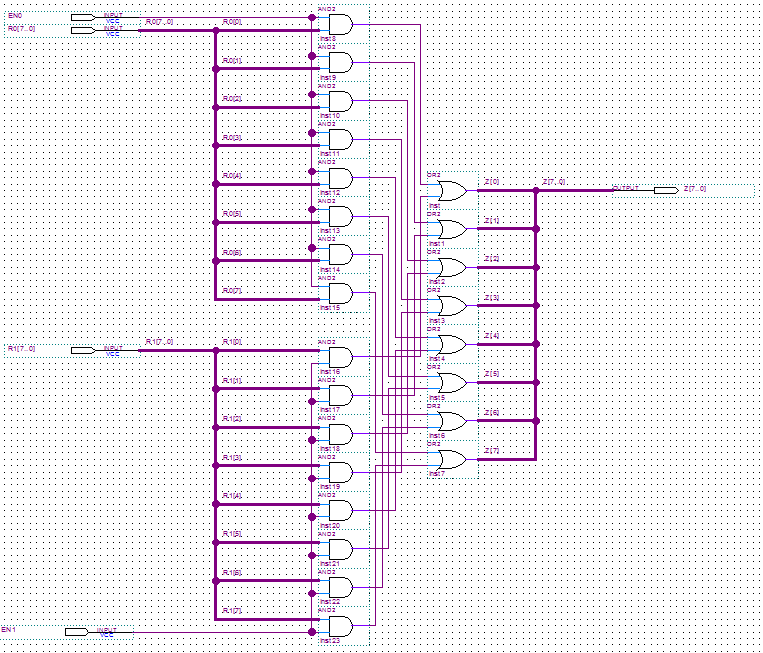 EN0 INPUT VCC
R0[7..0] INPUT VCC R0[7..0] R0[0] AND2 inst8
R0[1] AND2 inst9
R0[2] AND2 inst10
R0[3] AND2 inst11
R0[4] AND2 inst12
R0[5] AND2 inst13
R0[6] AND2 inst14
R0[7] AND2 inst15
OR2 inst Z[0] Z[7..0] OUTPUT Z[7..0]
OR2 inst1 Z[1]
OR2 inst2 Z[2]
OR2 inst3 Z[3]
OR2 inst4 Z[4]
OR2 inst5 Z[5]
OR2 inst6 Z[6]
OR2 inst7 Z[7]
R1[7..0] INPUT VCC R1[7..0] R1[0] AND2 inst16
R1[1] AND2 inst17
R1[2] AND2 inst18
R1[3] AND2 inst19
R1[4] AND2 inst20
R1[5] AND2 inst21
R1[6] AND2 inst22
R1[7] AND2 inst23
EN1 INPUT VCC